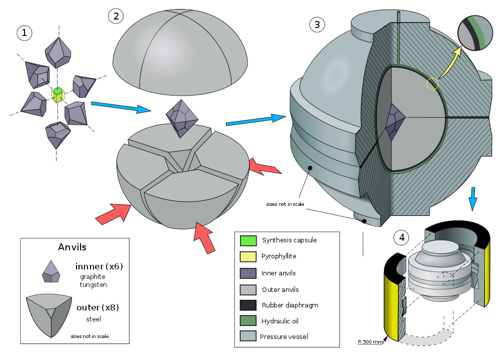 1
2
3
4
sizes not in scale
Anvils
innner (x6)
graphite
tungsten
outer (x8)
steel
sizes not in scale
Synthesis capsule
Pyrophyllite
Inner anvils
Outer anvils
Rubber diaphragm
Hydraulic oil
Pressure vessel
R 500 mm